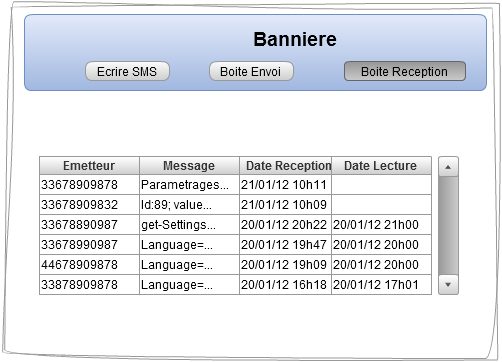 Banniere
Ecrire SMS Boite Envoi Boite Reception
Emetteur Message Date Reception Date Lecture
33678909878 Parametrages... 21/01/12 10h11
33678909832 Id:89; value... 21/01/12 10h09
33678890987 get-Settings... 20/01/12 20h22 20/01/12 21h00
33678990987 Language=... 20/01/12 19h47 20/01/12 20h00
44678909878 Language=... 20/01/12 19h09 20/01/12 20h00
33878909878 Language=... 20/01/12 16h18 20/01/12 17h01